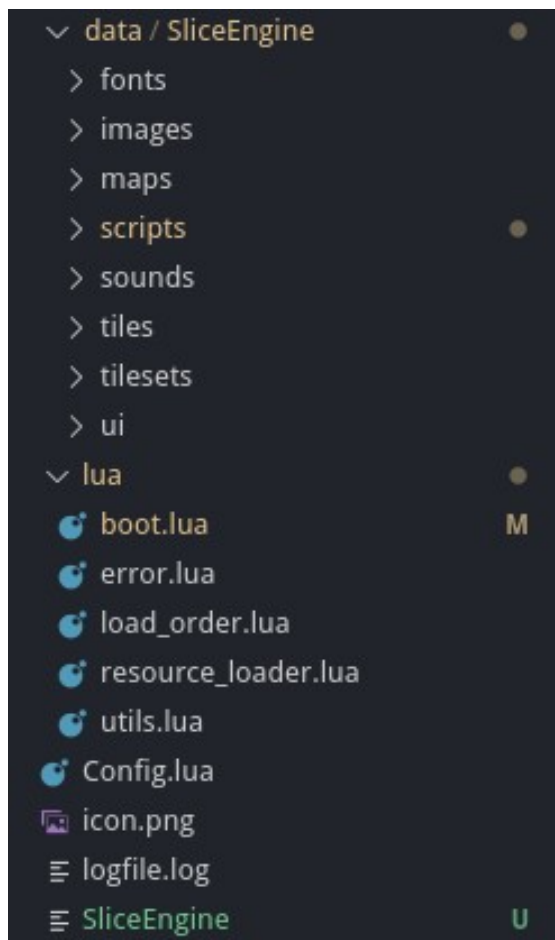 data / SliceEngine
fonts
images
maps
scripts
sounds
tiles
tilesets
ui
lua
boot.lua M
error.lua
load_order.lua
resource_loader.lua
utils.lua
Config.lua
icon.png
logfile.log
SliceEngine U